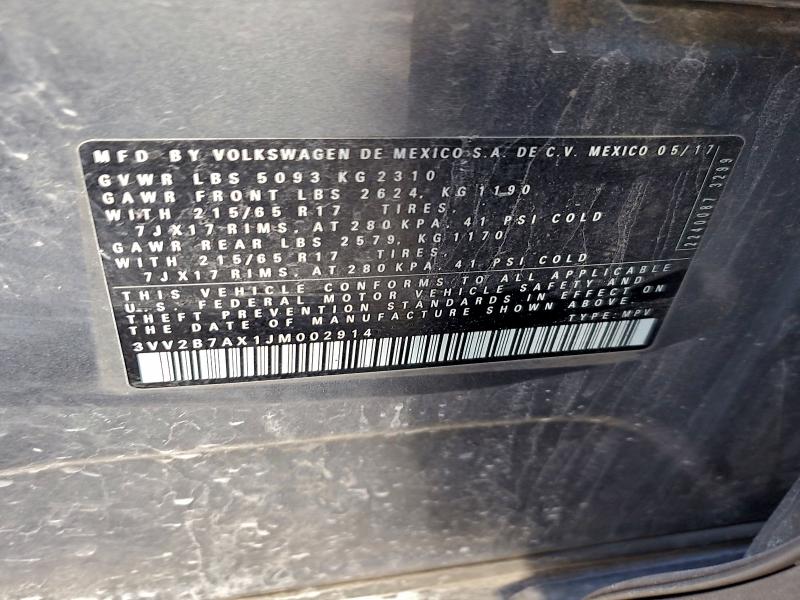 MFD BY VOLKSWAGEN DE MEXICO S.A. DE C.V. MEXICO 05/17
GVWR LBS 5093 KG 2310
GAWR FRONT LBS 2624, KG 1190
WITH 215/65 R17 TIRES,
7JX17 RIMS, AT 280 KPA, 41 PSI COLD
GAWR REAR LBS 2579, KG 1170
WITH 215/65 R17 TIRES,
7JX17 RIMS, AT 280 KPA, 41 PSI COLD
THIS VEHICLE CONFORMS TO ALL APPLICABLE
U.S. FEDERAL MOTOR VEHICLE SAFETY AND
THEFT PREVENTION STANDARDS IN EFFECT ON
THE DATE OF MANUFACTURE SHOWN ABOVE.
TYPE: MPV
3VV2B7AX1JM002914
2240087 3299